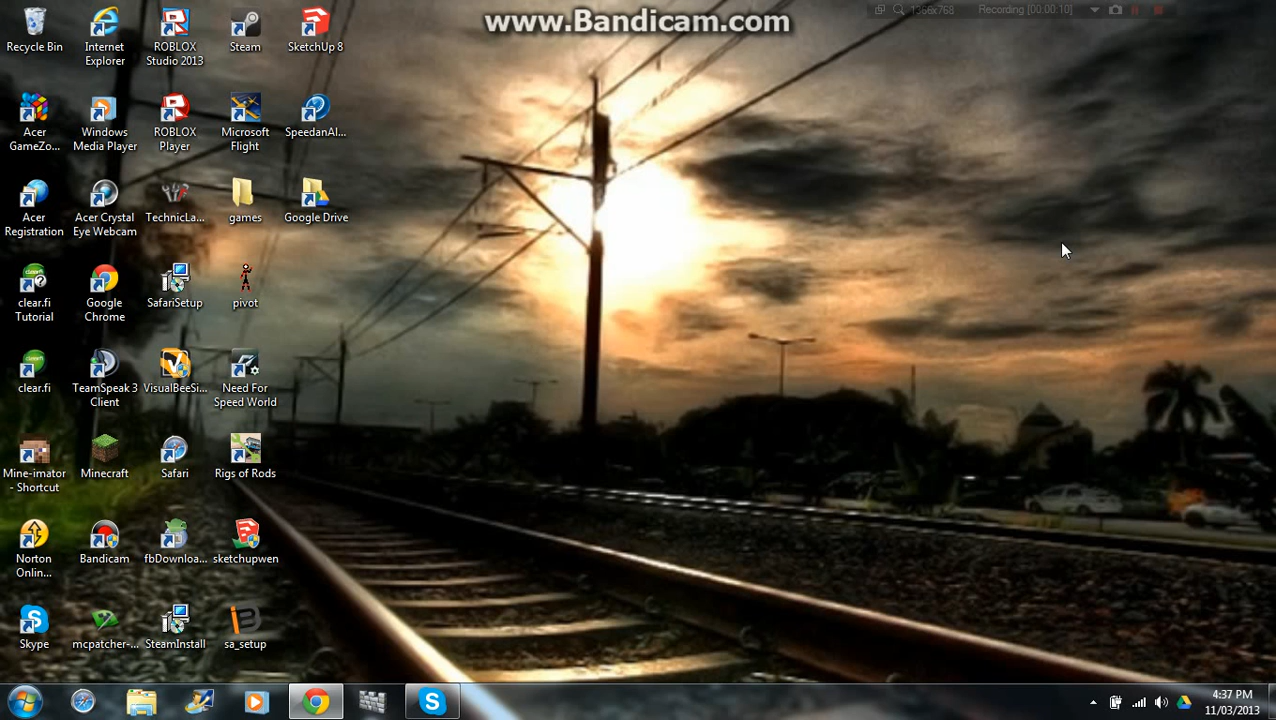 www.Bandicam.com
1366x768
Recording [00:00:10]
Recycle Bin
Internet
Explorer
ROBLOX
Studio 2013
Steam
SketchUp 8
Acer
GameZo...
Windows
Media Player
ROBLOX
Player
Microsoft
Flight
SpeedanAl...
Acer
Registration
Acer Crystal
Eye Webcam
TechnicLa...
games
Google Drive
clear.fi
Tutorial
Google
Chrome
SafariSetup
pivot
clear.fi
TeamSpeak 3
Client
VisualBeeSi...
Need For
Speed World
Mine-imator
- Shortcut
Minecraft
Safari
Rigs of Rods
Norton
Onlin...
Bandicam
fbDownloa...
sketchupwen
Skype
mcpatcher-...
SteamInstall
sa_setup
4:37 PM
11/03/2013